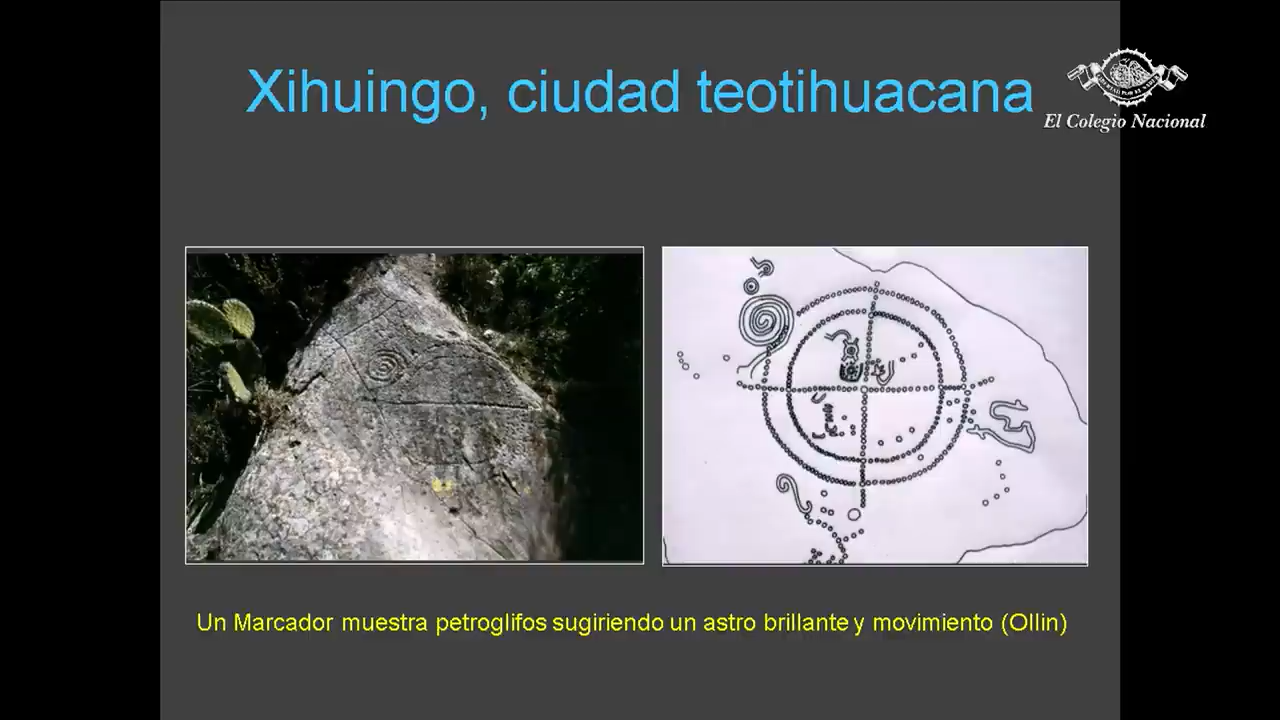 Xihuingo, ciudad teotihuacana
El Colegio Nacional
Un Marcador muestra petroglifos sugiriendo un astro brillante y movimiento (Ollin)